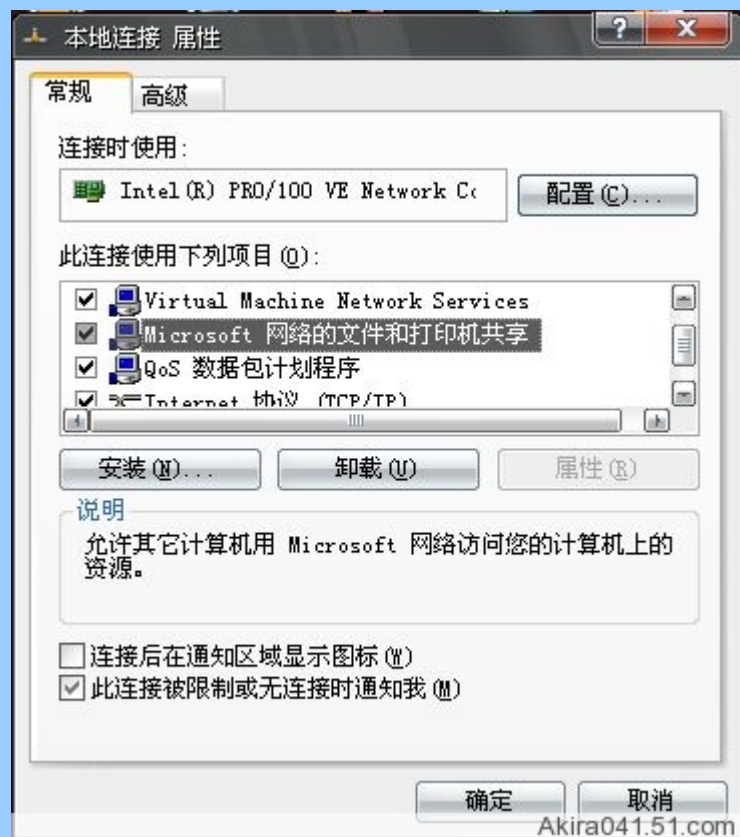 本地连接 属性
常规
高级
连接时使用:
Intel(R) PRO/100 VE Network Co
配置(C)...
此连接使用下列项目(O):
Virtual Machine Network Services
Microsoft 网络的文件和打印机共享
QoS 数据包计划程序
Internet 协议 (TCP/IP)
安装(N)...
卸载(U)
属性(R)
说明
允许其它计算机用 Microsoft 网络访问您的计算机上的
资源。
连接后在通知区域显示图标(W)
此连接被限制或无连接时通知我(M)
确定
取消
Akira041.51.com